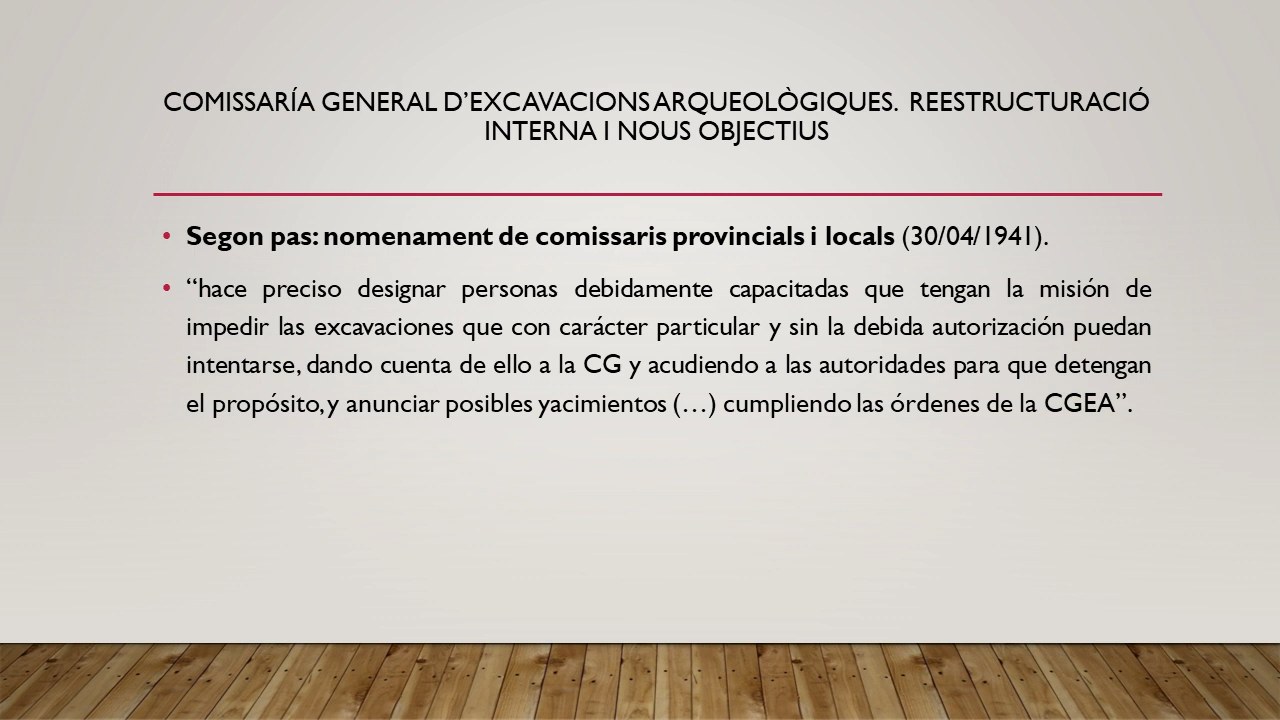 COMISSARÍA GENERAL D’EXCAVACIONS ARQUEOLÒGIQUES. REESTRUCTURACIÓ
INTERNA I NOUS OBJECTIUS
• Segon pas: nomenament de comissaris provincials i locals (30/04/1941).
• “hace preciso designar personas debidamente capacitadas que tengan la misión de
impedir las excavaciones que con carácter particular y sin la debida autorización puedan
intentarse, dando cuenta de ello a la CG y acudiendo a las autoridades para que detengan
el propósito, y anunciar posibles yacimientos (…) cumpliendo las órdenes de la CGEA”.